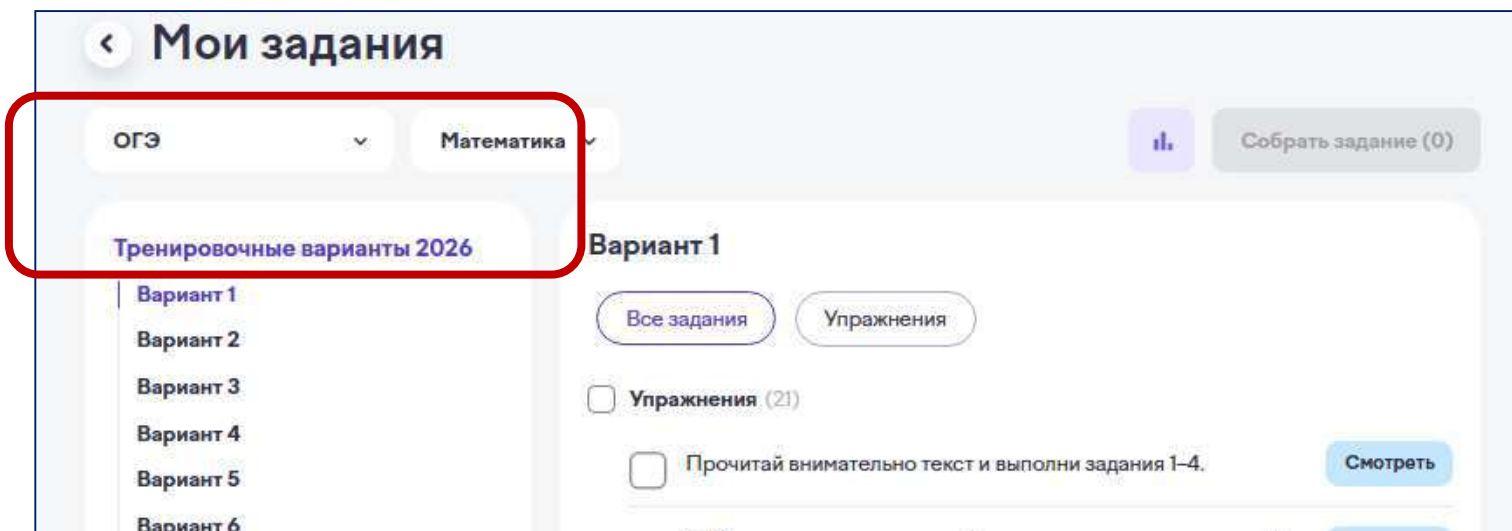 Мои задания
ОГЭ
Математика
Собрать задание (0)
Тренировочные варианты 2026
Вариант 1
Вариант 2
Вариант 3
Вариант 4
Вариант 5
Вариант 6
Вариант 1
Все задания
Упражнения
Упражнения (21)
Прочитай внимательно текст и выполни задания 1–4.
Смотреть